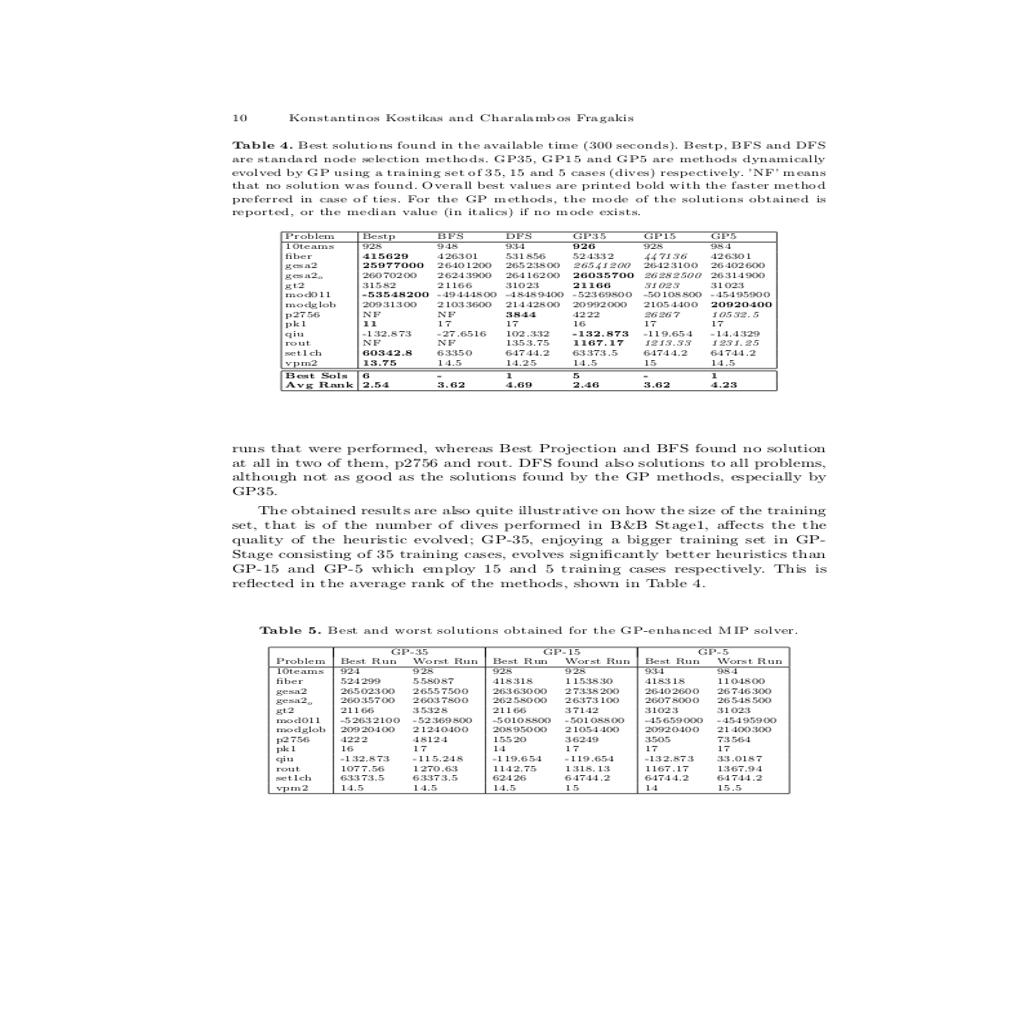 10 Konstantinos Kostikas and Charalambos Fragakis
Table 4. Best solutions found in the available time (300 seconds). Bestp, BFS and DFS
are standard node selection methods. GP35, GP15 and GP5 are methods dynamically
evolved by GP using a training set of 35, 15 and 5 cases (dives) respectively. 'NF' means
that no solution was found. Overall best values are printed bold with the faster method
preferred in case of ties. For the GP methods, the mode of the solutions obtained is
reported, or the median value (in italics) if no mode exists.
Problem Bestp BFS DFS GP35 GP15 GP5
10teams 928 948 934 926 928 984
fiber 415629 426301 531856 524332 447136 426301
gesa2 25977000 26401200 26523800 26541200 26423100 26402600
gesa2_o 26070200 26243900 26416200 26035700 26282500 26314900
gt2 31582 21166 31023 21166 31023 31023
mod011 -53548200 -49444800 -48489400 -52369800 -50108800 -45495900
modglob 20931300 21033600 21442800 20992000 21054400 20920400
p2756 NF NF 3844 4222 26267 10532.5
pk1 11 17 17 16 17 17
qiu -132.873 -27.6516 102.332 -132.873 -119.654 -14.4329
rout NF NF 1353.75 1167.17 1213.33 1231.25
set1ch 60342.8 63350 64744.2 63373.5 64744.2 64744.2
vpm2 13.75 14.5 14.25 14.5 15 14.5
Best Sols 6 - 1 5 - 1
Avg Rank 2.54 3.62 4.69 2.46 3.62 4.23
runs that were performed, whereas Best Projection and BFS found no solution
at all in two of them, p2756 and rout. DFS found also solutions to all problems,
although not as good as the solutions found by the GP methods, especially by
GP35.
The obtained results are also quite illustrative on how the size of the training
set, that is of the number of dives performed in B&B Stage1, affects the the
quality of the heuristic evolved; GP-35, enjoying a bigger training set in GP-
Stage consisting of 35 training cases, evolves significantly better heuristics than
GP-15 and GP-5 which employ 15 and 5 training cases respectively. This is
reflected in the average rank of the methods, shown in Table 4.
Table 5. Best and worst solutions obtained for the GP-enhanced MIP solver.
GP-35 GP-15 GP-5
Problem Best Run Worst Run Best Run Worst Run Best Run Worst Run
10teams 924 928 928 928 934 984
fiber 524299 558087 418318 1153830 418318 1104800
gesa2 26502300 26557500 26363000 27338200 26402600 26746300
gesa2_o 26035700 26037800 26258000 26373100 26078000 26548500
gt2 21166 35328 21166 37142 31023 31023
mod011 -52632100 -52369800 -50108800 -50108800 -45659000 -45495900
modglob 20920400 21240400 20895000 21054400 20920400 21400300
p2756 4222 48124 15520 36249 3505 73564
pk1 16 17 14 17 17 17
qiu -132.873 -115.248 -119.654 -119.654 -132.873 33.0187
rout 1077.56 1270.63 1142.75 1318.13 1167.17 1367.94
set1ch 63373.5 63373.5 62426 64744.2 64744.2 64744.2
vpm2 14.5 14.5 14.5 15 14 15.5